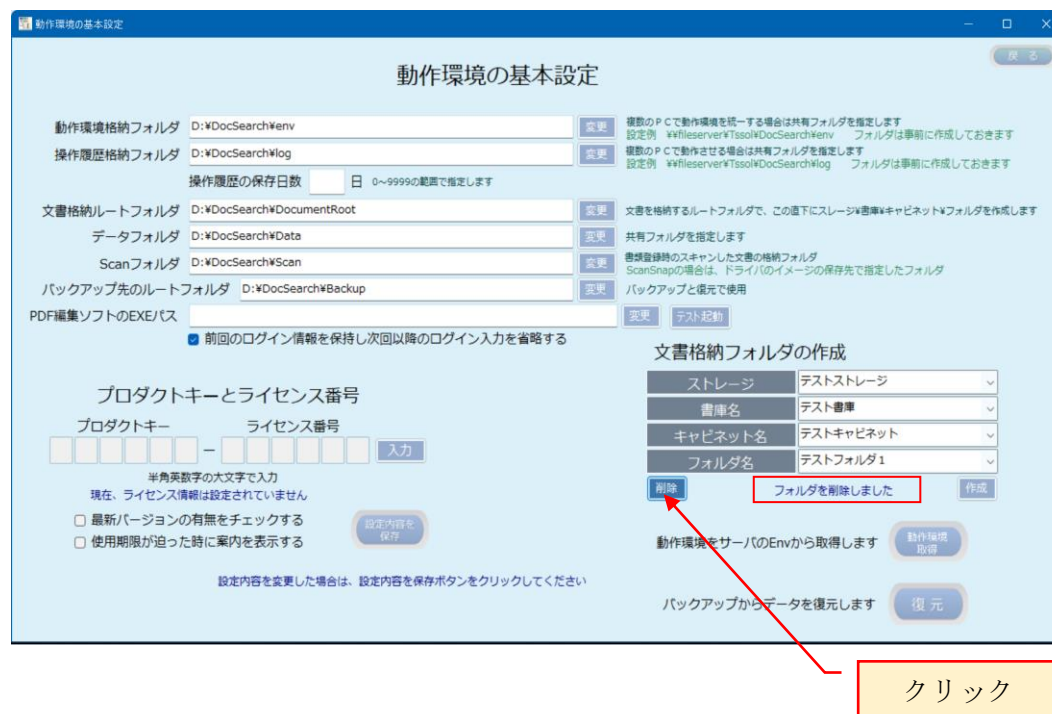 動作環境の基本設定
戻 る
動作環境の基本設定
動作環境格納フォルダ D:¥DocSearch¥env 変更 複数のPCで動作環境を統一する場合は共有フォルダを指定します
設定例 ¥¥fileserver¥Tssol¥DocSearch¥env フォルダは事前に作成しておきます
操作履歴格納フォルダ D:¥DocSearch¥log 変更 複数のPCで動作させる場合は共有フォルダを指定します
設定例 ¥¥fileserver¥Tssol¥DocSearch¥log フォルダは事前に作成しておきます
操作履歴の保存日数 日 0~9999の範囲で指定します
文書格納ルートフォルダ D:¥DocSearch¥DocumentRoot 変更 文書を格納するルートフォルダで、この直下にスレージ¥書庫¥キャビネット¥フォルダを作成します
データフォルダ D:¥DocSearch¥Data 変更 共有フォルダを指定します
Scanフォルダ D:¥DocSearch¥Scan 変更 書類登録時のスキャンした文書の格納フォルダ
ScanSnapの場合は、ドライバのイメージの保存先で指定したフォルダ
バックアップ先のルートフォルダ D:¥DocSearch¥Backup 変更 バックアップと復元で使用
PDF編集ソフトのEXEパス 変更 テスト起動
前回のログイン情報を保持し次回以降のログイン入力を省略する
文書格納フォルダの作成
ストレージ テストストレージ
書庫名 テスト書庫
キャビネット名 テストキャビネット
フォルダ名 テストフォルダ1
削除 フォルダを削除しました 作成
プロダクトキーとライセンス番号
プロダクトキー ライセンス番号
− 入力
半角英数字の大文字で入力
現在、ライセンス情報は設定されていません
最新バージョンの有無をチェックする
使用期限が迫った時に案内を表示する
設定内容を
保存
設定内容を変更した場合は、設定内容を保存ボタンをクリックしてください
動作環境をサーバのEnvから取得します 動作環境
取得
バックアップからデータを復元します 復 元
クリック